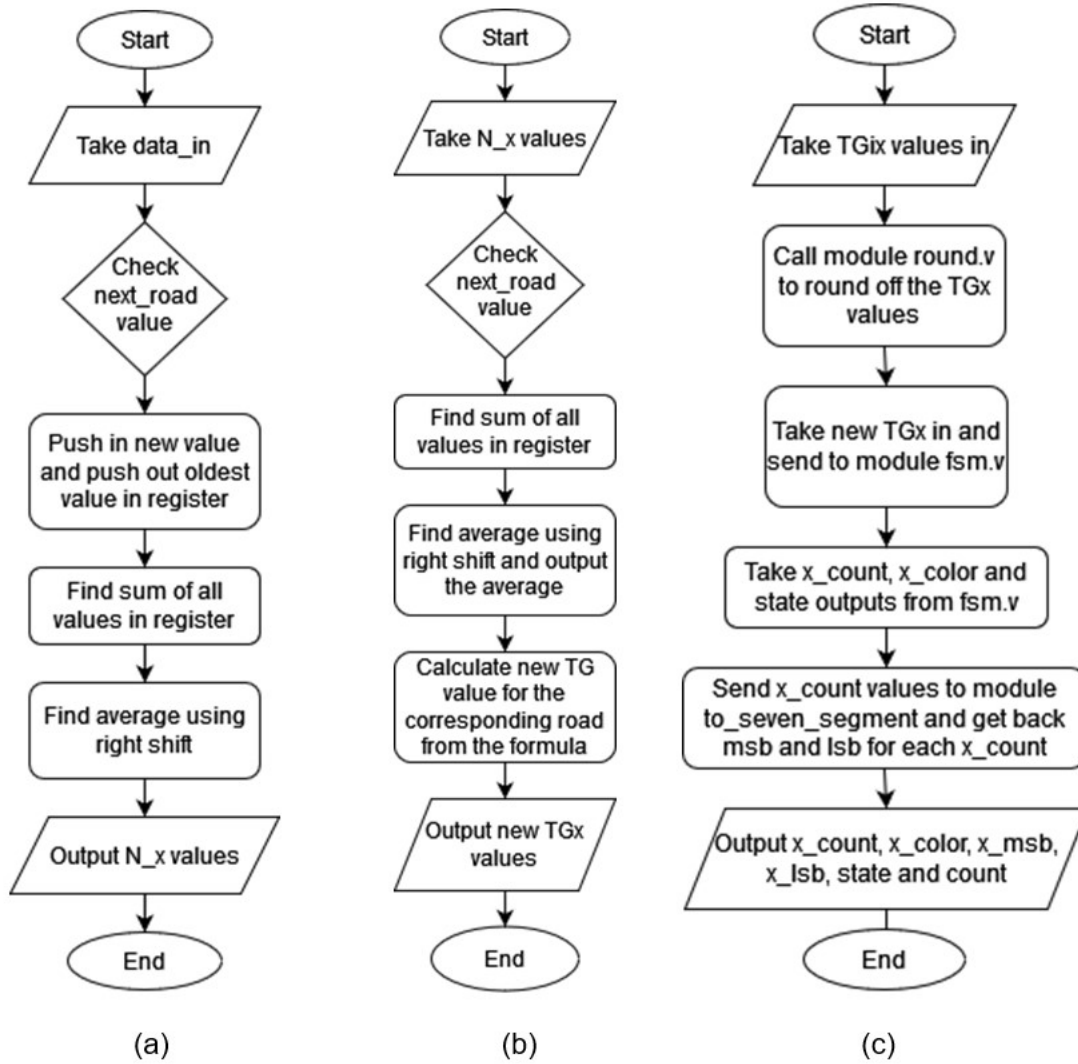 Start
Take data_in
Check
next_road
value
Push in new value
and push out oldest
value in register
Find sum of all
values in register
Find average using
right shift
Output N_x values
End
(a)
Start
Take N_x values
Check
next_road
value
Find sum of all
values in register
Find average using
right shift and output
the average
Calculate new TG
value for the
corresponding road
from the formula
Output new TGx
values
End
(b)
Start
Take TGix values in
Call module round.v
to round off the TGx
values
Take new TGx in and
send to module fsm.v
Take x_count, x_color and
state outputs from fsm.v
Send x_count values to module
to_seven_segment and get back
msb and lsb for each x_count
Output x_count, x_color, x_msb,
x_lsb, state and count
End
(c)